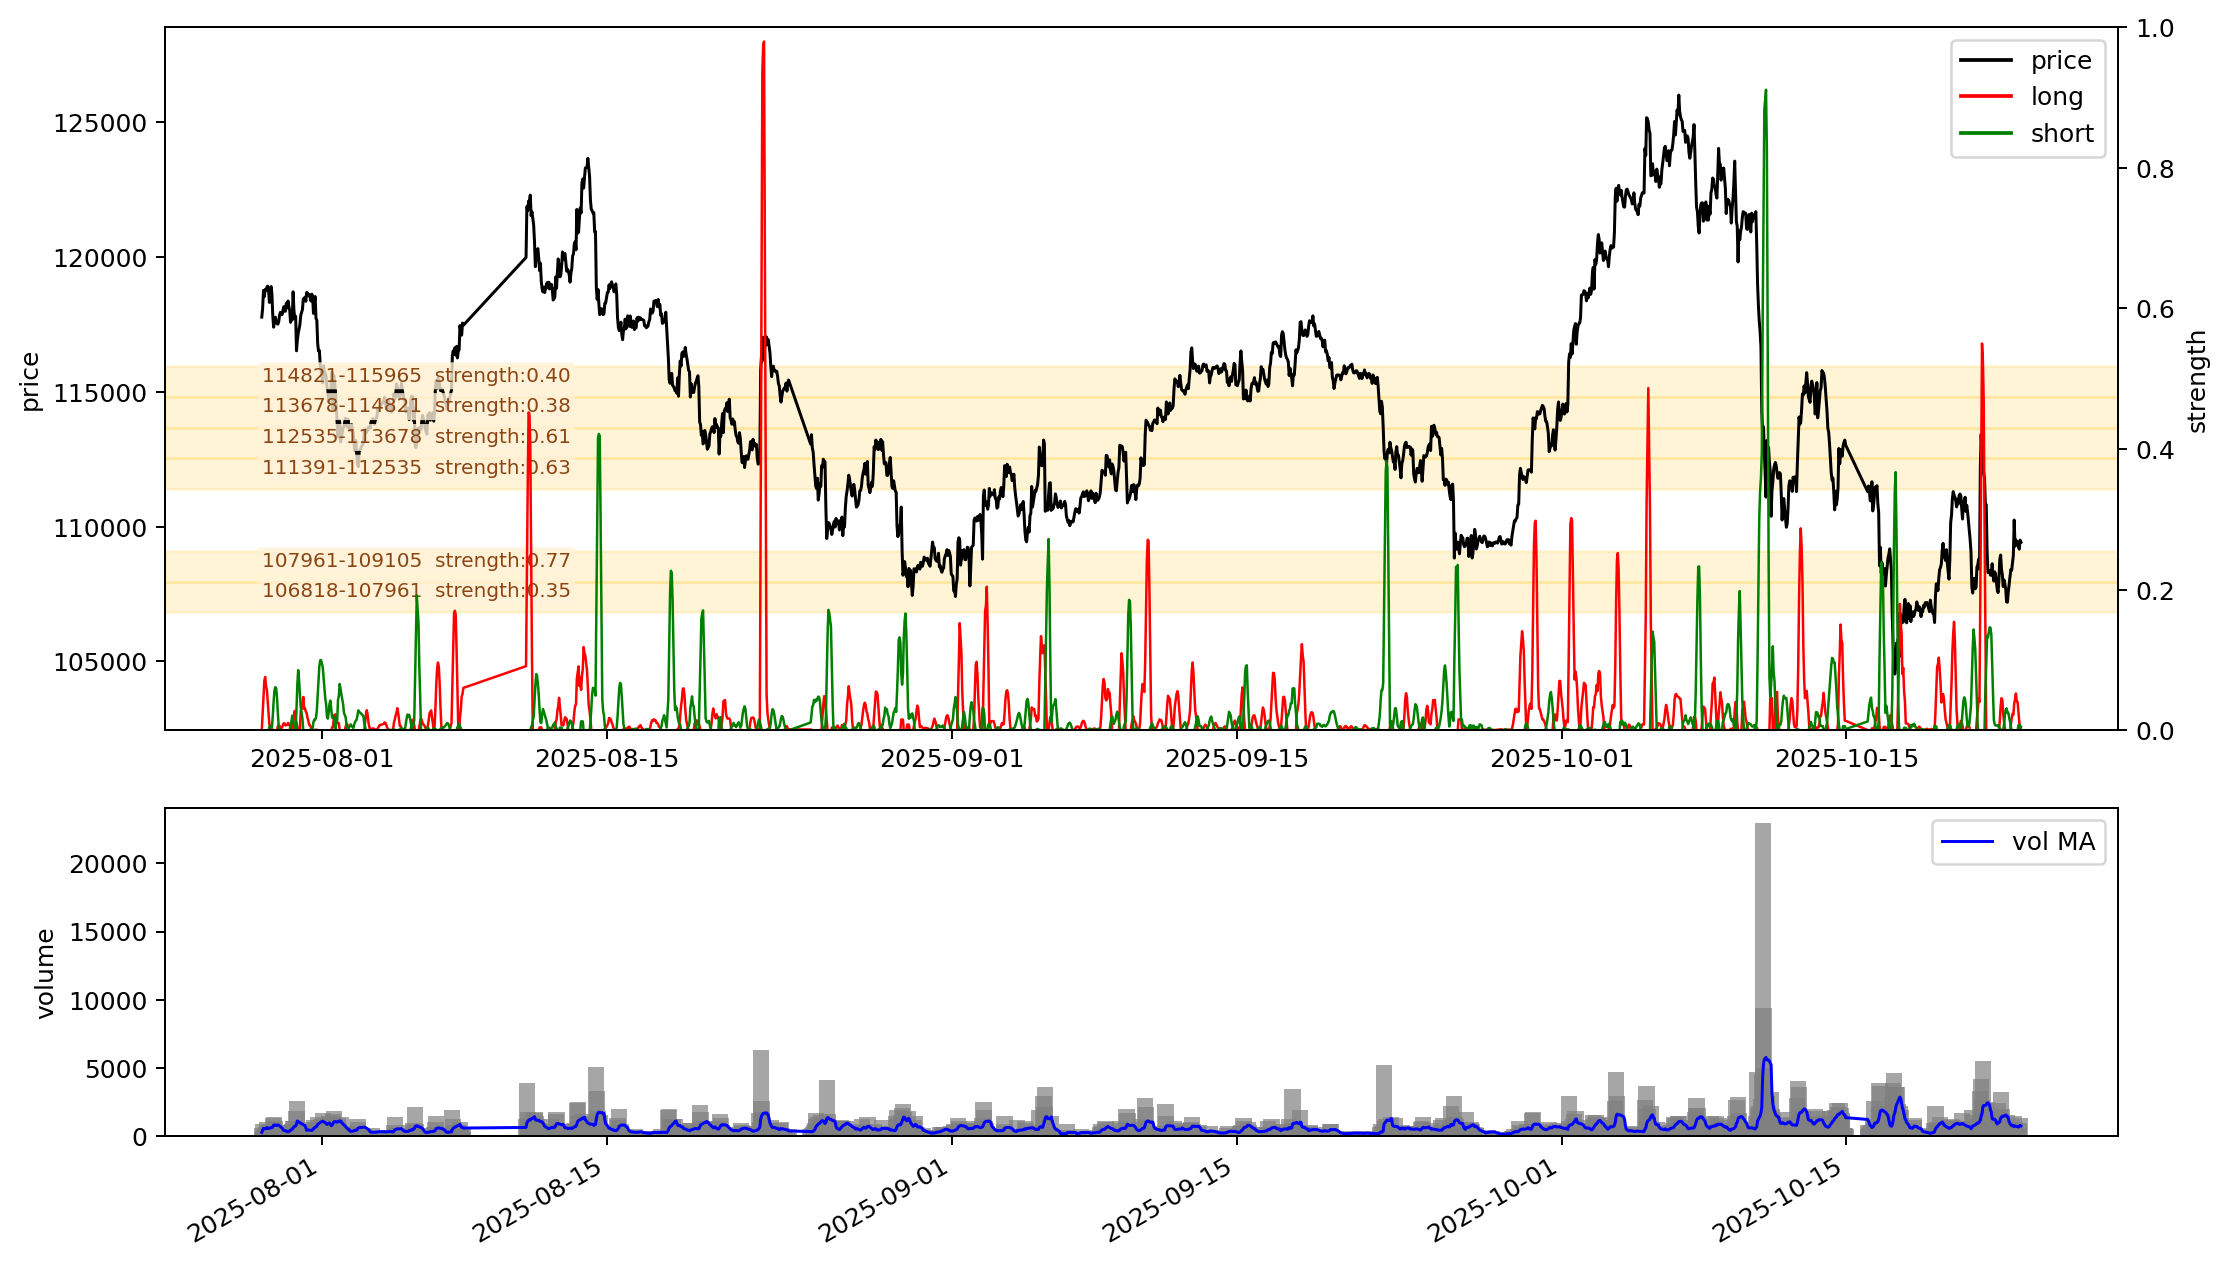 price
long
short
125000
120000
115000
110000
105000
price
1.0
0.8
0.6
0.4
0.2
0.0
strength
114821-115965 strength:0.40
113678-114821 strength:0.38
112535-113678 strength:0.61
111391-112535 strength:0.63
107961-109105 strength:0.77
106818-107961 strength:0.35
2025-08-01 2025-08-15 2025-09-01 2025-09-15 2025-10-01 2025-10-15
vol MA
20000
15000
10000
5000
0
volume
2025-08-01 2025-08-15 2025-09-01 2025-09-15 2025-10-01 2025-10-15